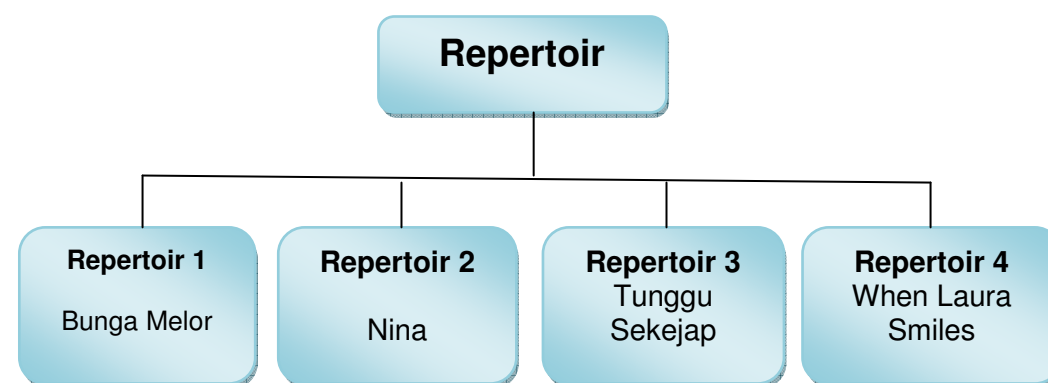 Repertoir
Repertoir 1
Bunga Melor
Repertoir 2
Nina
Repertoir 3
Tunggu
Sekejap
Repertoir 4
When Laura
Smiles